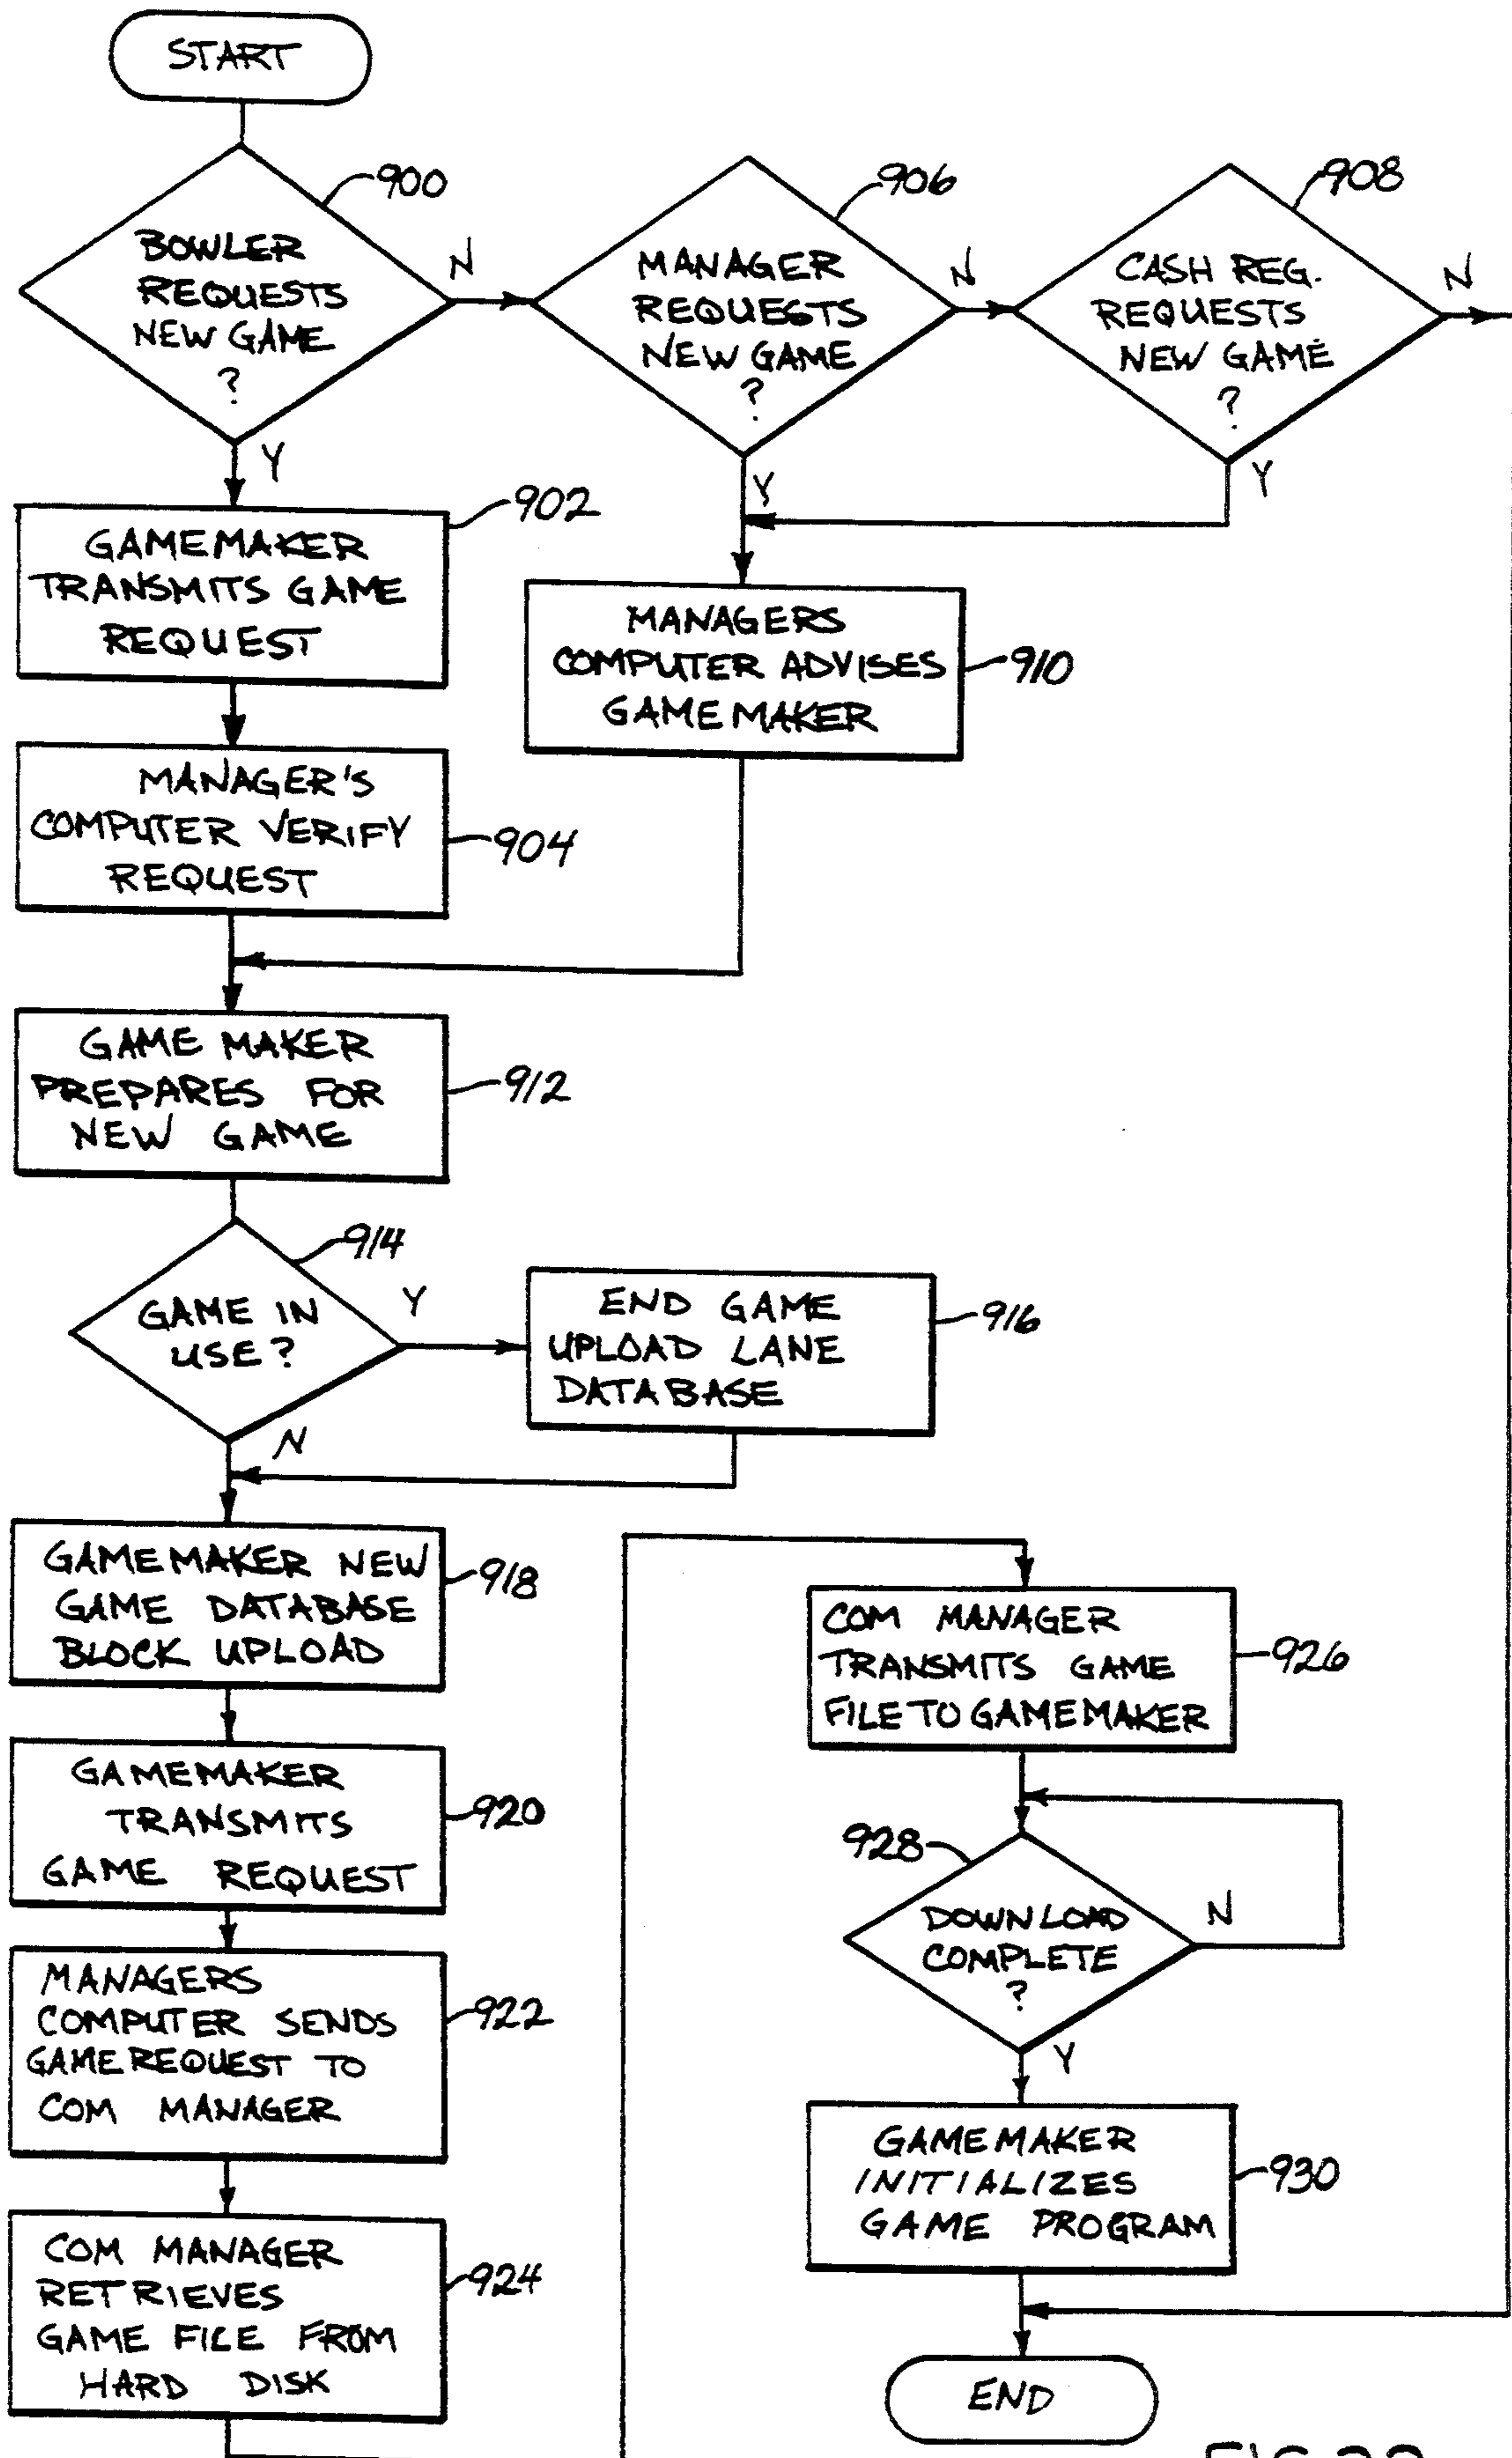 START
900
BOWLER
REQUESTS
NEW GAME
?
N
Y
906
MANAGER
REQUESTS
NEW GAME
?
N
Y
908
CASH REG.
REQUESTS
NEW GAME
?
N
Y
902
GAMEMAKER
TRANSMITS GAME
REQUEST
MANAGERS
COMPUTER ADVISES
GAME MAKER
910
MANAGER'S
COMPUTER VERIFY
REQUEST
904
GAME MAKER
PREPARES FOR
NEW GAME
912
914
GAME IN
USE?
Y
N
END GAME
UPLOAD LANE
DATABASE
916
GAMEMAKER NEW
GAME DATABASE
BLOCK UPLOAD
918
GAMEMAKER
TRANSMITS
GAME REQUEST
920
MANAGERS
COMPUTER SENDS
GAME REQUEST TO
COM MANAGER
922
COM MANAGER
RETRIEVES
GAME FILE FROM
HARD DISK
924
COM MANAGER
TRANSMITS GAME
FILE TO GAMEMAKER
926
928
DOWNLOAD
COMPLETE
?
N
Y
GAMEMAKER
INITIALIZES
GAME PROGRAM
930
END